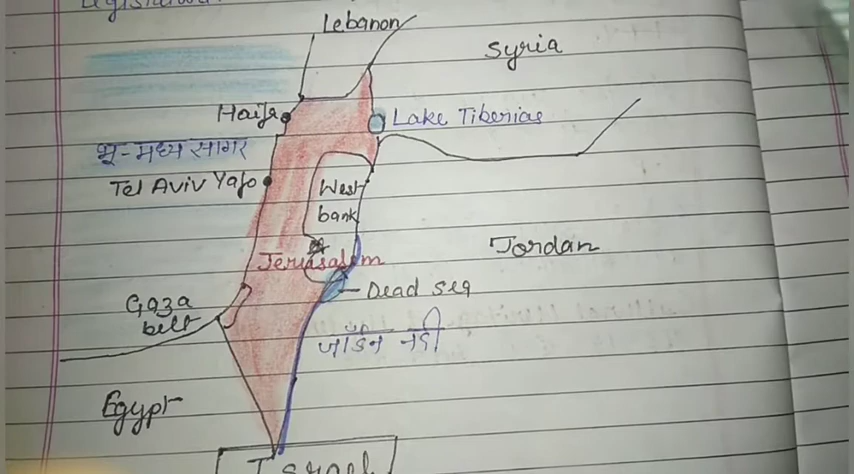 Lebanon
Syria
Haifa
Lake Tiberias
भू-मध्य सागर
Tel Aviv Yafo
West
bank
Jerusalem
Jordan
Dead sea
Gaza
belt
जॉर्डन नदी
Egypt
Israel